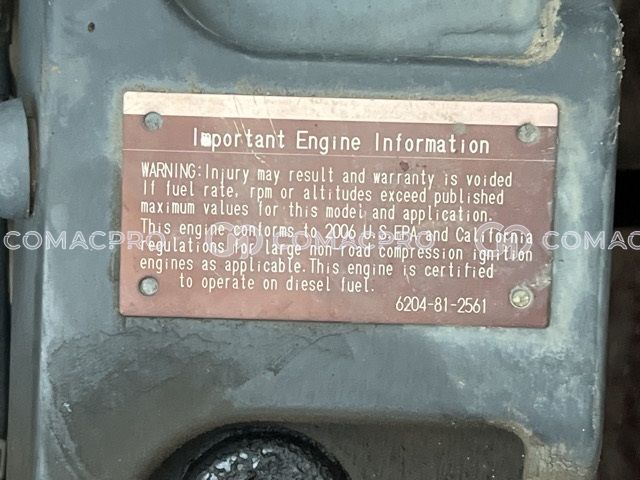 Important Engine Information
WARNING:Injury may result and warranty is voided
If fuel rate, rpm or altitudes exceed published
maximum values for this model and application.
This engine conforms to 2006 U.S.EPA and California
regulations for large non-road compression ignition
engines as applicable.This engine is certified
to operate on diesel fuel.
6204-81-2561
COMACPRO COMACPRO COMACPRO